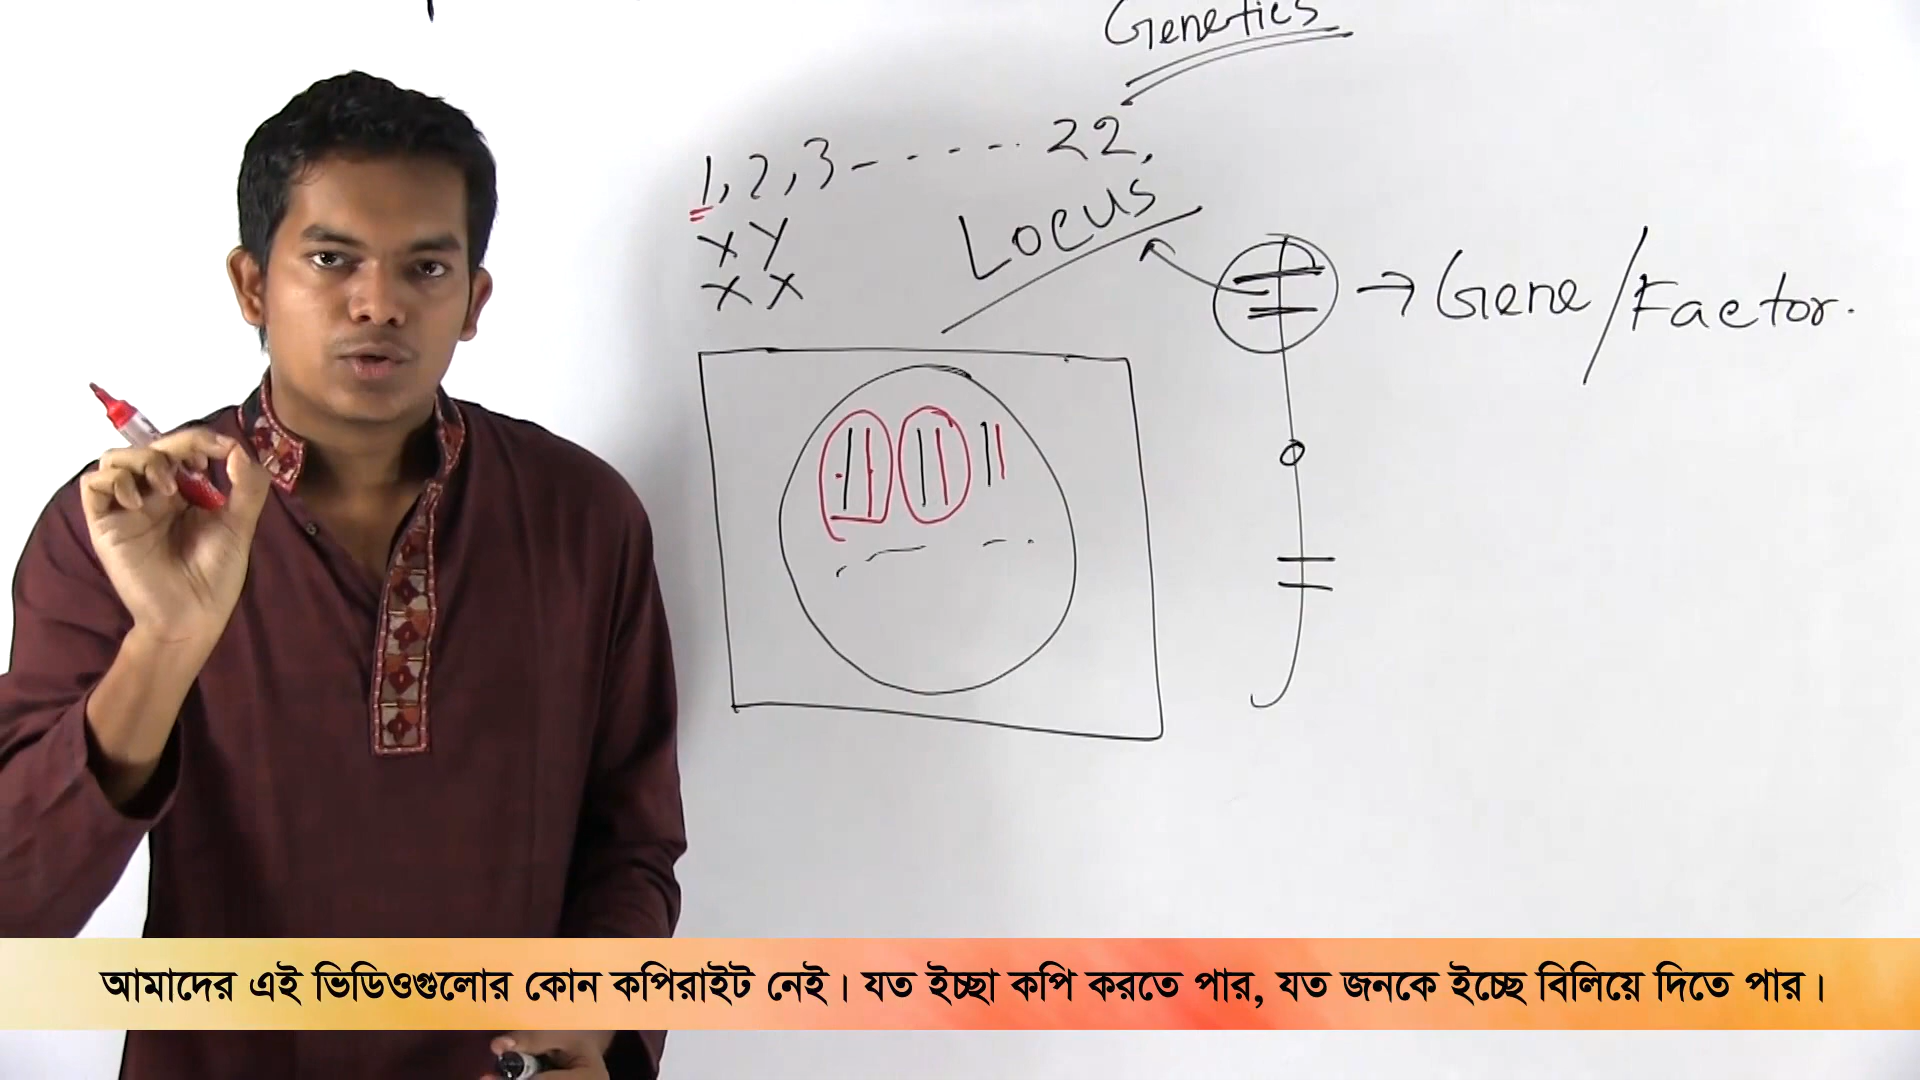 Genetics
1, 2, 3 - - - - - 22,
XY
XX
Locus
→ Gene/Factor.
আমাদের এই ভিডিওগুলোর কোন কপিরাইট নেই। যত ইচ্ছা কপি করতে পার, যত জনকে ইচ্ছে বিলিয়ে দিতে পার।